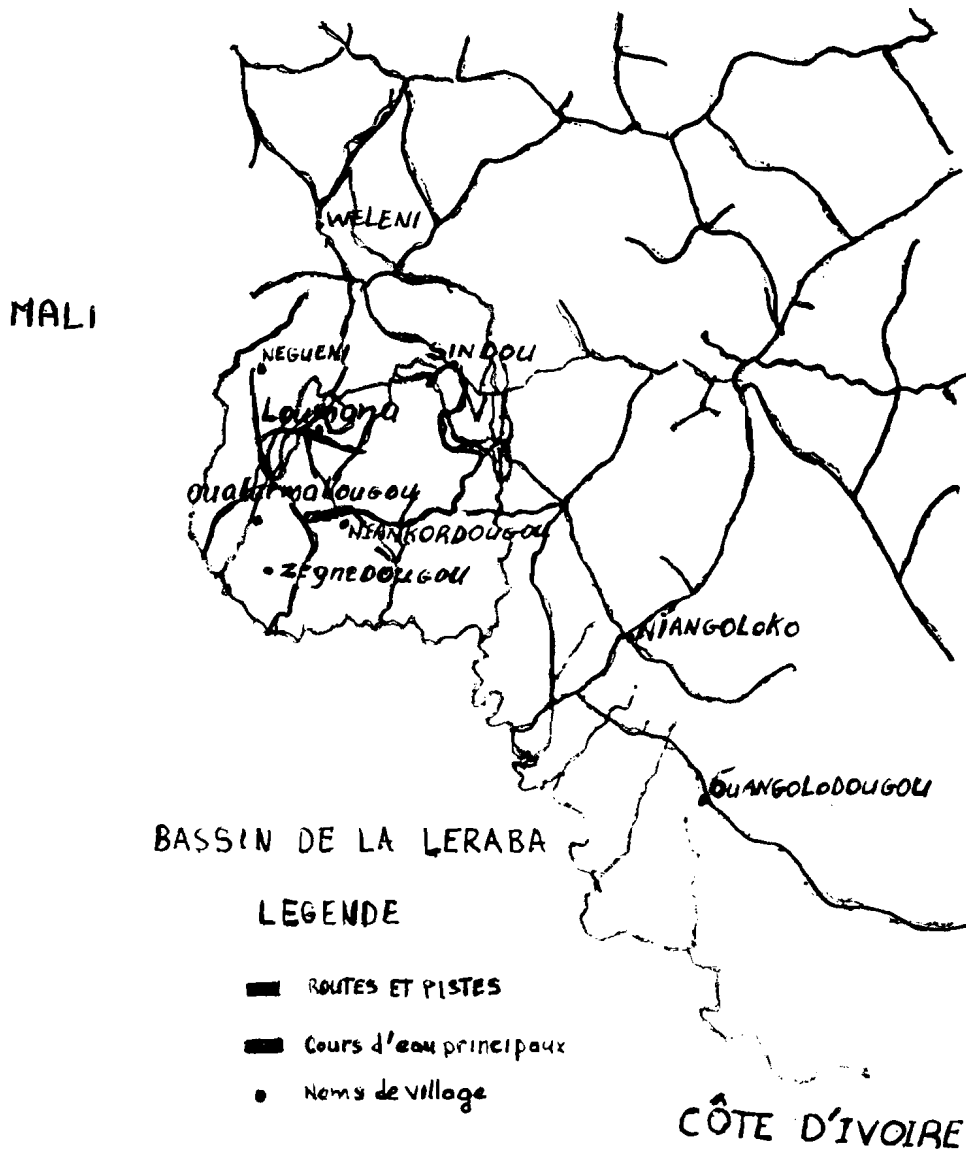 WELENI
MALI
NEGUENI
SINDOU
Loumana
OUALURMATOUGOU
NIANKORDOUGOU
ZEGNEDOUGOU
NIANGOLOKO
OUANGOLODOUGOU
BASSIN DE LA LERABA
LEGENDE
ROUTES ET PISTES
Cours d'eau principaux
Noms de village
CÔTE D'IVOIRE